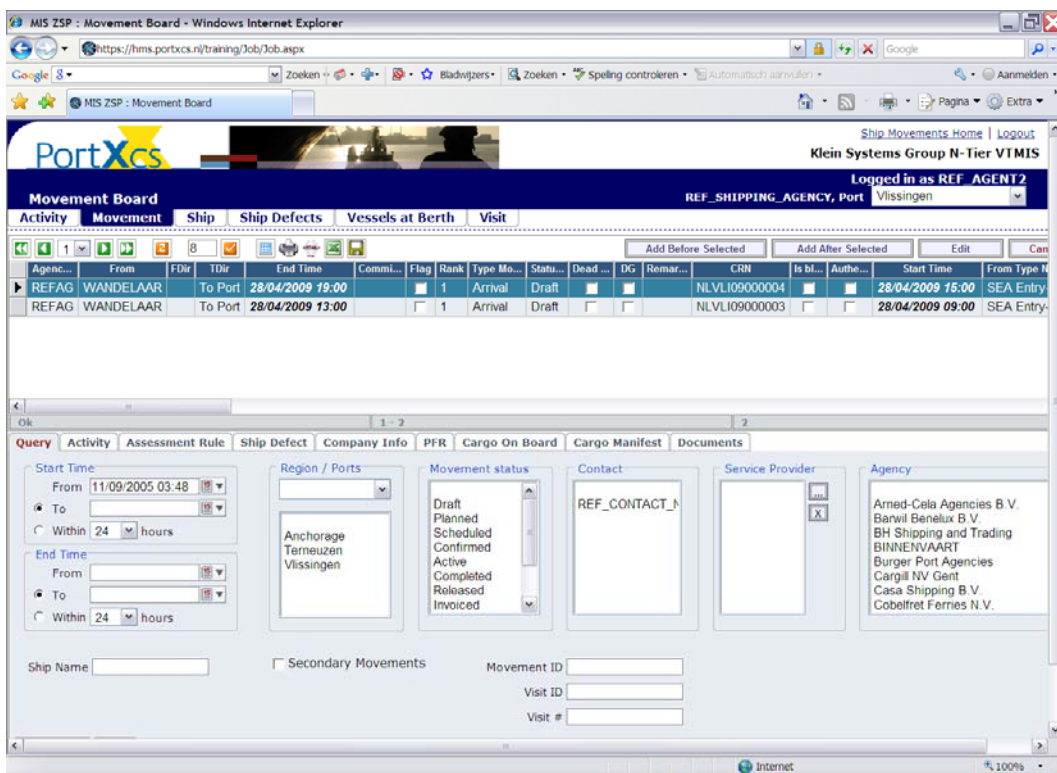 MIS ZSP : Movement Board - Windows Internet Explorer
https://hms.portxcs.nl/training/Job/Job.aspx
Google
Google Zoeken Bladwijzers Zoeken Speling controleren Automatisch aanvullen Aanmelden
MIS ZSP : Movement Board Pagina Extra
Ship Movements Home | Logout
PortXcs
Klein Systems Group N-Tier VTMIS
Logged in as REF_AGENT2
Movement Board REF_SHIPPING_AGENCY, Port Vlissingen
Activity Movement Ship Ship Defects Vessels at Berth Visit
1 8 Add Before Selected Add After Selected Edit Can
Agenc... From FDir TDir End Time Commi... Flag Rank Type Mo... Statu... Dead ... DG Remar... CRN Is bl... Authe... Start Time From Type N
REFAG WANDELAAR To Port 28/04/2009 19:00 1 Arrival Draft NLVLI09000004 28/04/2009 15:00 SEA Entry-
REFAG WANDELAAR To Port 28/04/2009 13:00 1 Arrival Draft NLVLI09000003 28/04/2009 09:00 SEA Entry-
Ok 1 - 2 2
Query Activity Assessment Rule Ship Defect Company Info PFR Cargo On Board Cargo Manifest Documents
Start Time Region / Ports Movement status Contact Service Provider Agency
From 11/09/2005 03:48
To
Within 24 hours
End Time
From
To
Within 24 hours
Anchorage
Terneuzen
Vlissingen
Draft
Planned
Scheduled
Confirmed
Active
Completed
Released
Invoiced
REF_CONTACT_N
...
X
Arned-Cela Agencies B.V.
Barwil Benelux B.V.
BH Shipping and Trading
BINNENVAART
Burger Port Agencies
Cargill NV Gent
Casa Shipping B.V.
Cobelfret Ferries N.V.
Ship Name Secondary Movements Movement ID
Visit ID
Visit #
Internet 100%